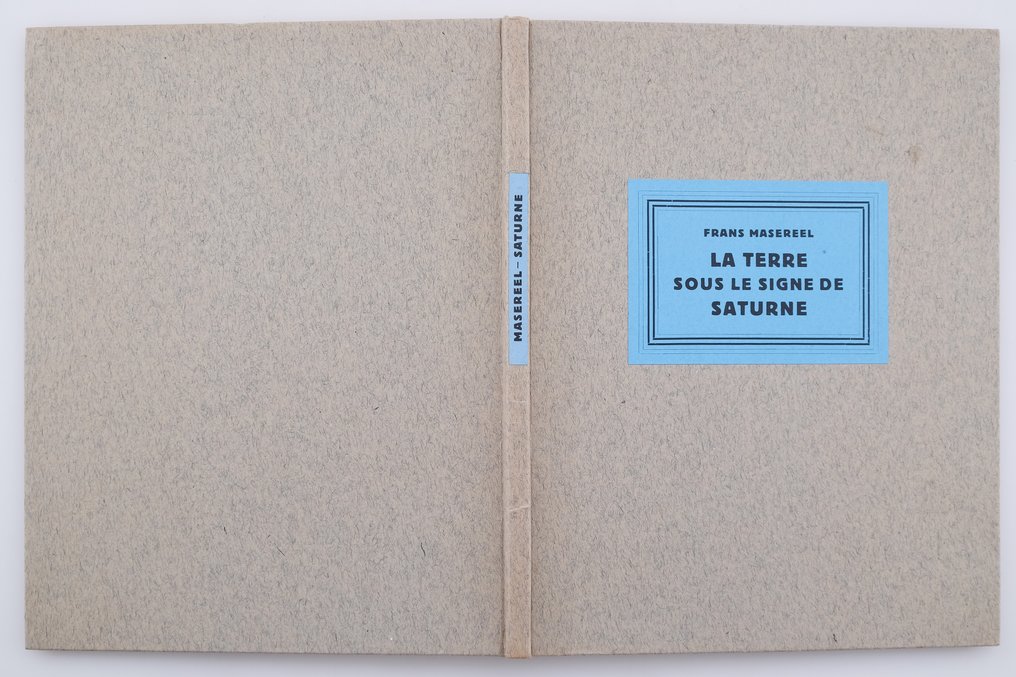 MASEREEL – SATURNE
FRANS MASEREEL
LA TERRE
SOUS LE SIGNE DE
SATURNE